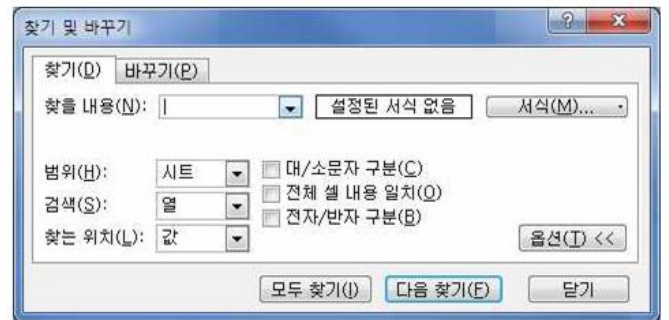 찾기 및 바꾸기
찾기(D) 바꾸기(P)
찾을 내용(N): 설정된 서식 없음 서식(M)...
범위(H): 시트 대/소문자 구분(C)
전체 셀 내용 일치(O)
검색(S): 열
전자/반자 구분(B)
찾는 위치(L): 값 옵션(T) <<
모두 찾기(I) 다음 찾기(F) 닫기